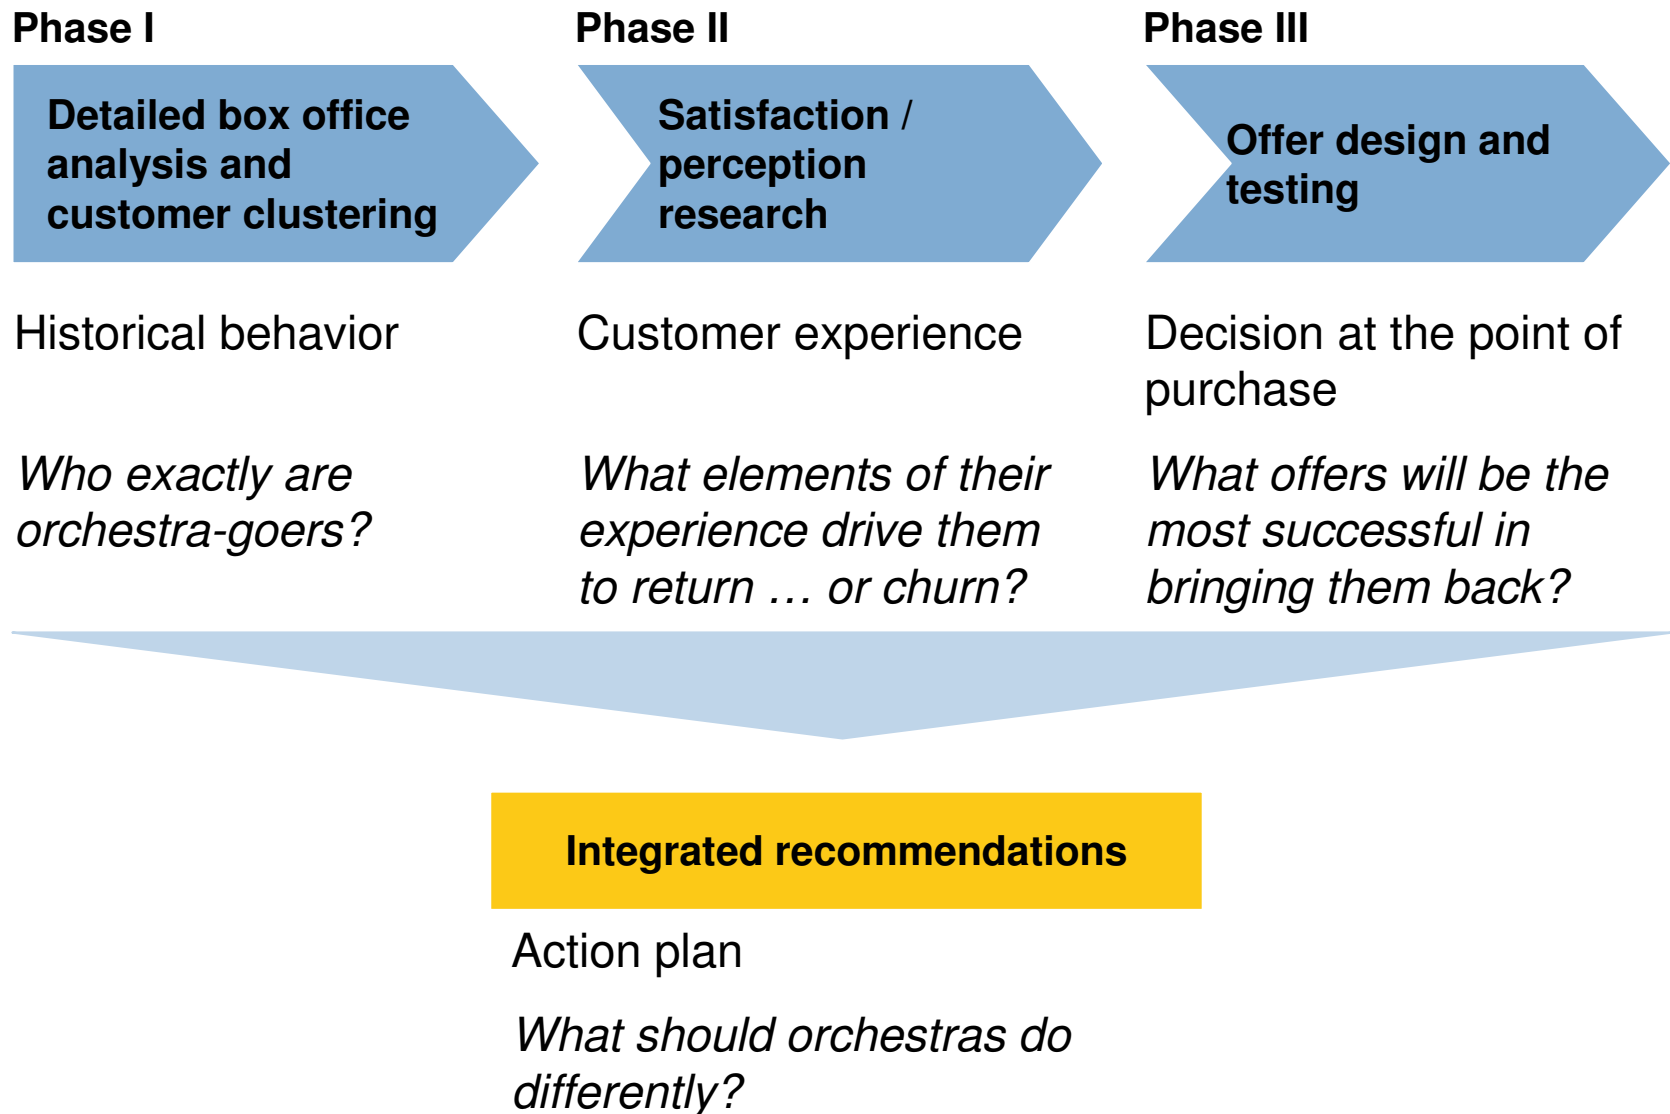 Phase I
Detailed box office
analysis and
customer clustering
Historical behavior
Who exactly are
orchestra-goers?
Phase II
Satisfaction /
perception
research
Customer experience
What elements of their
experience drive them
to return … or churn?
Phase III
Offer design and
testing
Decision at the point of
purchase
What offers will be the
most successful in
bringing them back?
Integrated recommendations
Action plan
What should orchestras do
differently?